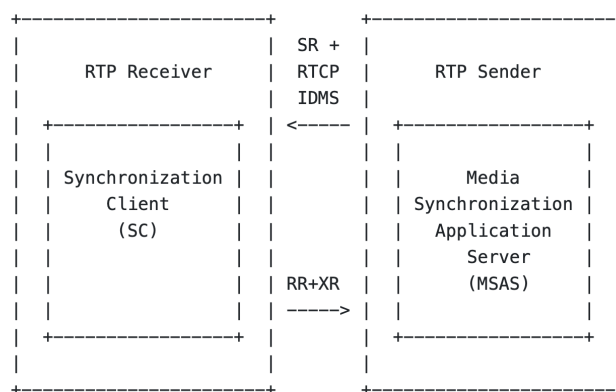 SR +
RTP Receiver RTCP RTP Sender
IDMS
<-----
Synchronization Media
Client Synchronization
(SC) Application
Server
RR+XR (MSAS)
----->